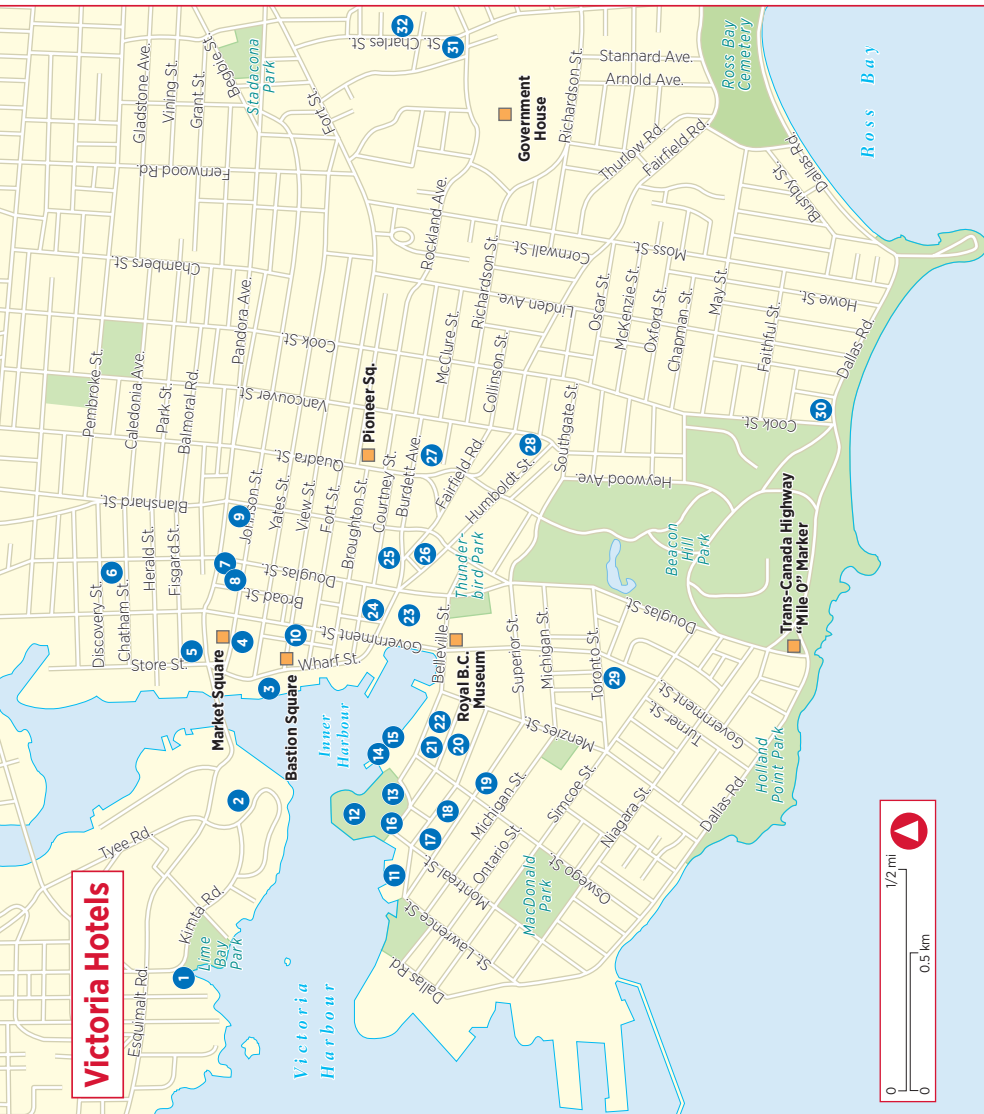 Victoria Hotels
Esquimalt Rd.
Kimta Rd.
Tyee Rd.
Lime
Bay
Park
1
2
Victoria
Harbour
Inner
Harbour
Market Square
Bastion Square
Store St.
Wharf St.
3
4
5
10
Discovery St.
Chatham St.
Herald St.
Fisgard St.
6
7
8
9
Pembroke St.
Caledonia Ave.
Park St.
Balmoral Rd.
Pandora Ave.
Johnson St.
Yates St.
View St.
Fort St.
Broughton St.
Courtney St.
Burdett Ave.
Broad St.
Douglas St.
Government St.
Blanshard St.
Quadra St.
Vancouver St.
Cook St.
Chambers St.
Fernwood Rd.
Gladstone Ave.
Vining St.
Grant St.
Begbie St.
Stadacona
Park
Fort St.
St. Charles St.
32
31
Pioneer Sq.
Rockland Ave.
McClure St.
Richardson St.
Collinson St.
Fairfield Rd.
Humboldt St.
Southgate St.
Heywood Ave.
Linden Ave
Cornwall St.
Moss St.
Howe St.
Oscar St.
McKenzie St.
Oxford St.
Chapman St.
May St.
Faithful St.
Government
House
Richardson St.
Stannard Ave.
Arnold Ave.
Thurlow Rd.
Fairfield Rd.
Bushby St.
Dallas Rd.
Ross Bay
Cemetery
Ross Bay
23
24
25
26
27
28
Thunder-
bird Park
Belleville St.
Royal B.C.
Museum
Superior St.
Michigan St.
Toronto St.
29
11
12
13
14
15
16
17
18
19
20
21
22
Menzies St.
Michigan St.
Ontario St.
Montreal St.
St. Lawrence St.
Dallas Rd
Simcoe St.
Niagara St.
Oswego St.
MacDonald
Park
Turner St.
Government St.
Douglas St.
Dallas Rd.
Holland
Point Park
Beacon
Hill
Park
Trans-Canada Highway
“Mile 0” Marker
Cook St.
30
Dallas Rd.
0 1/2 mi
0 0.5 km